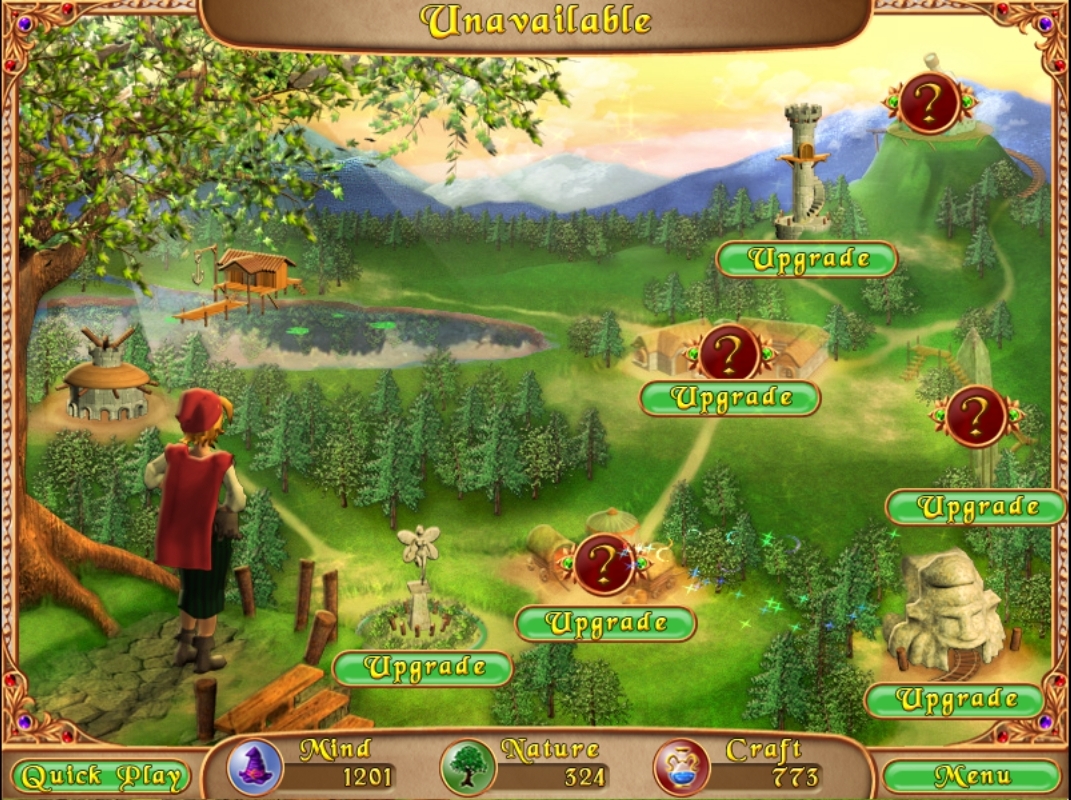 Unavailable
?
Upgrade
?
Upgrade
?
Upgrade
?
Upgrade
Upgrade
Upgrade
Quick Play
Mind
1201
Nature
324
Craft
773
Menu